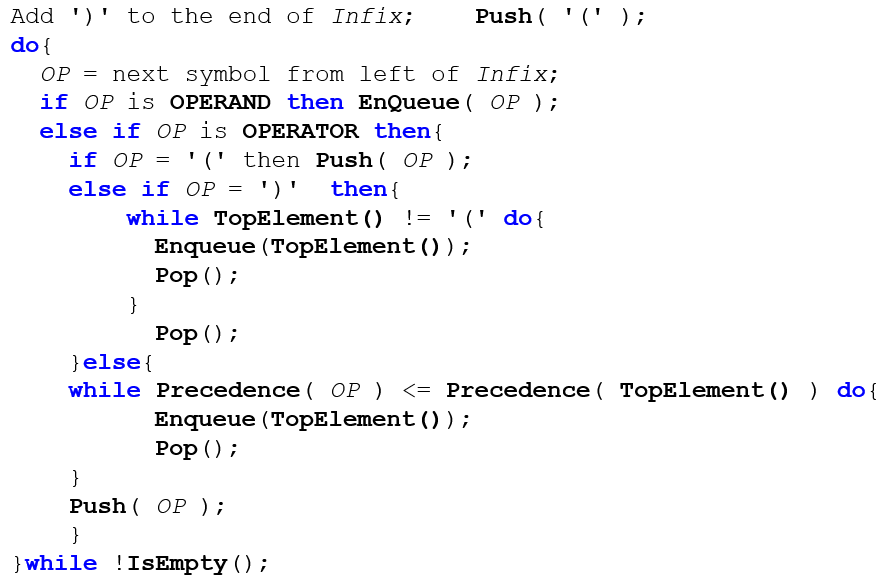 Add ')' to the end of Infix;    Push( '(' );
do{
  OP = next symbol from left of Infix;
  if OP is OPERAND then EnQueue( OP );
  else if OP is OPERATOR then{
    if OP = '(' then Push( OP );
    else if OP = ')'  then{
        while TopElement() != '(' do{
          Enqueue(TopElement());
          Pop();
        }
          Pop();
    }else{
    while Precedence( OP ) <= Precedence( TopElement() ) do{
          Enqueue(TopElement());
          Pop();
    }
    Push( OP );
    }
}while !IsEmpty();